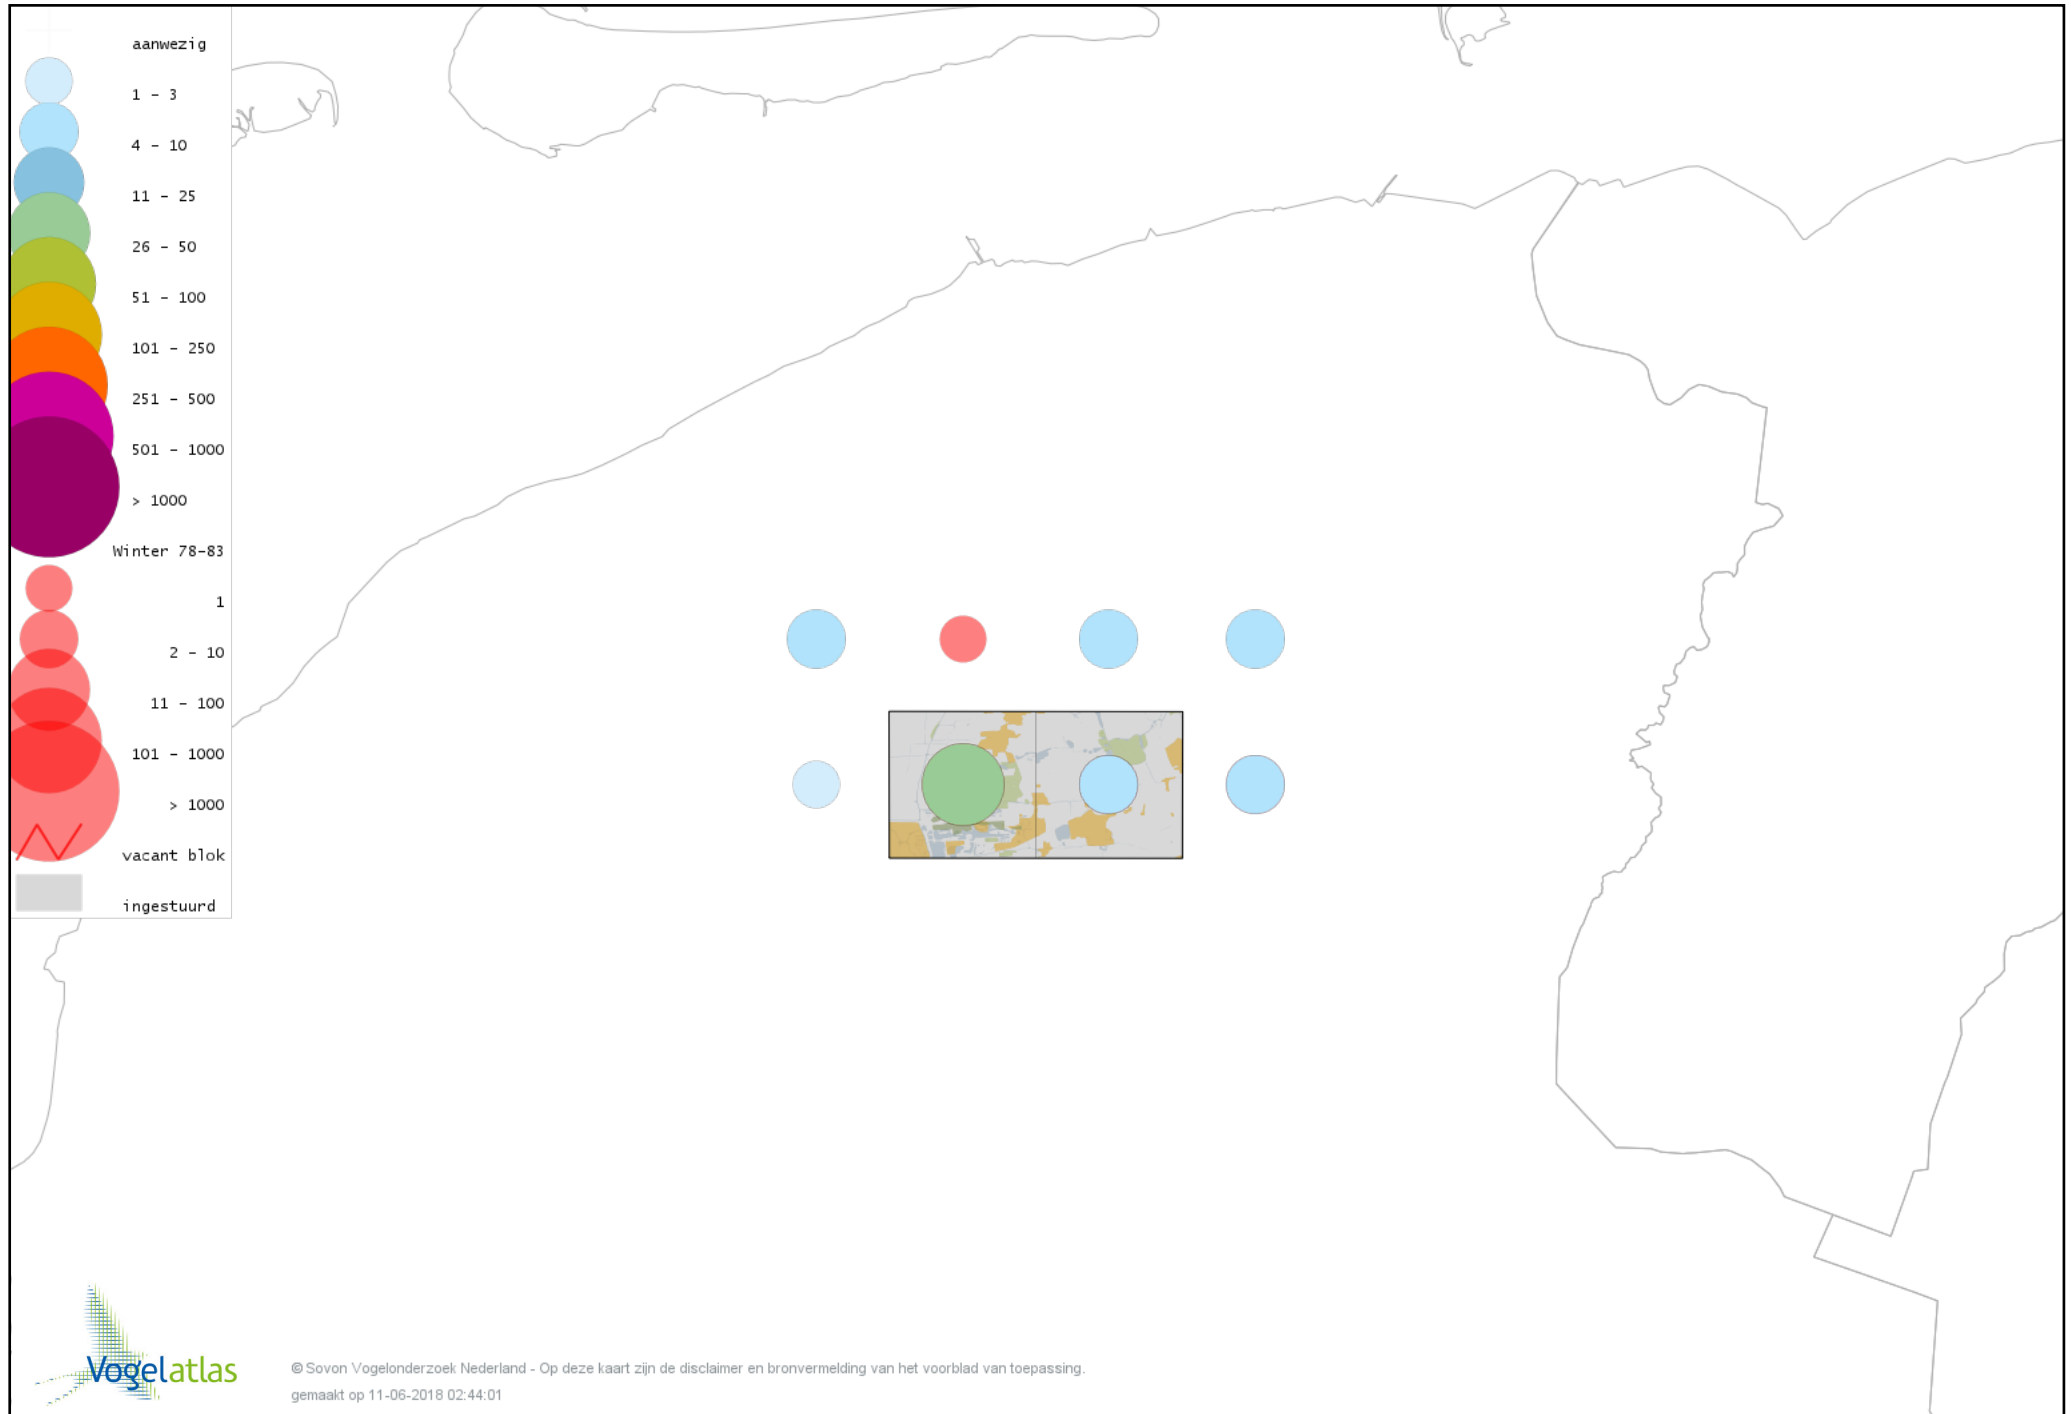 aanwezig
1 - 3
4 - 10
11 - 25
26 - 50
51 - 100
101 - 250
251 - 500
501 - 1000
> 1000
Winter 78-83
1
2 - 10
11 - 100
101 - 1000
> 1000
vacant blok
ingestuurd
Vogelatlas
© Sovon Vogelonderzoek Nederland - Op deze kaart zijn de disclaimer en bronvermelding van het voorblad van toepassing.
gemaakt op 11-06-2018 02:44:01